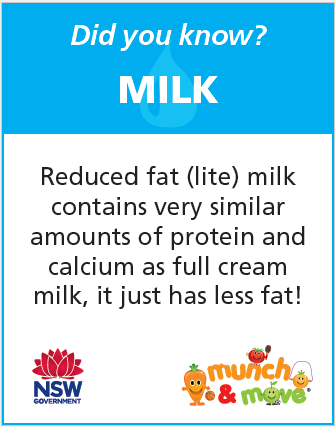 Did you know?
MILK
Reduced fat (lite) milk
contains very similar
amounts of protein and
calcium as full cream
milk, it just has less fat!
NSW
GOVERNMENT
munch
& move®